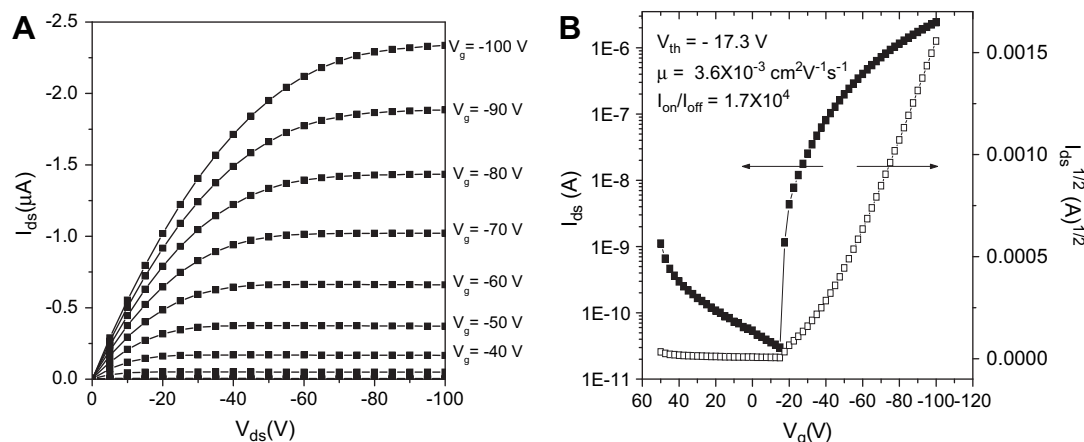 A
-2.5
-2.0
-1.5
-1.0
-0.5
0.0
I_ds(μA)
0 -20 -40 -60 -80 -100
V_ds(V)
V_g = -100 V
V_g = -90 V
V_g = -80 V
V_g = -70 V
V_g = -60 V
V_g = -50 V
V_g = -40 V
B
V_th = - 17.3 V
μ = 3.6X10^-3 cm^2V^-1s^-1
I_on/I_off = 1.7X10^4
1E-6
1E-7
1E-8
1E-9
1E-10
1E-11
I_ds (A)
60 40 20 0 -20 -40 -60 -80 -100 -120
V_g(V)
0.0015
0.0010
0.0005
0.0000
I_ds^1/2 (A)^1/2